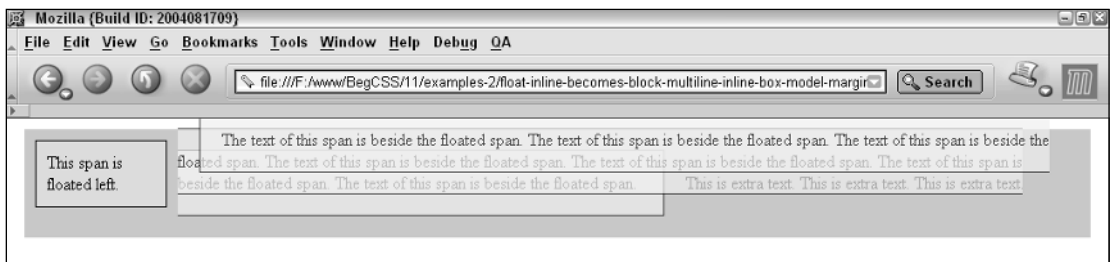 Mozilla {Build ID: 2004081709}
File Edit View Go Bookmarks Tools Window Help Debug QA
file:///F:/www/BegCSS/11/examples-2/float-inline-becomes-block-multiline-inline-box-model-margin Search
The text of this span is beside the floated span. The text of this span is beside the floated span. The text of this span is beside the
This span is floated span. The text of this span is beside the floated span. The text of this span is beside the floated span. The text of this span is
floated left. beside the floated span. The text of this span is beside the floated span. This is extra text. This is extra text. This is extra text.